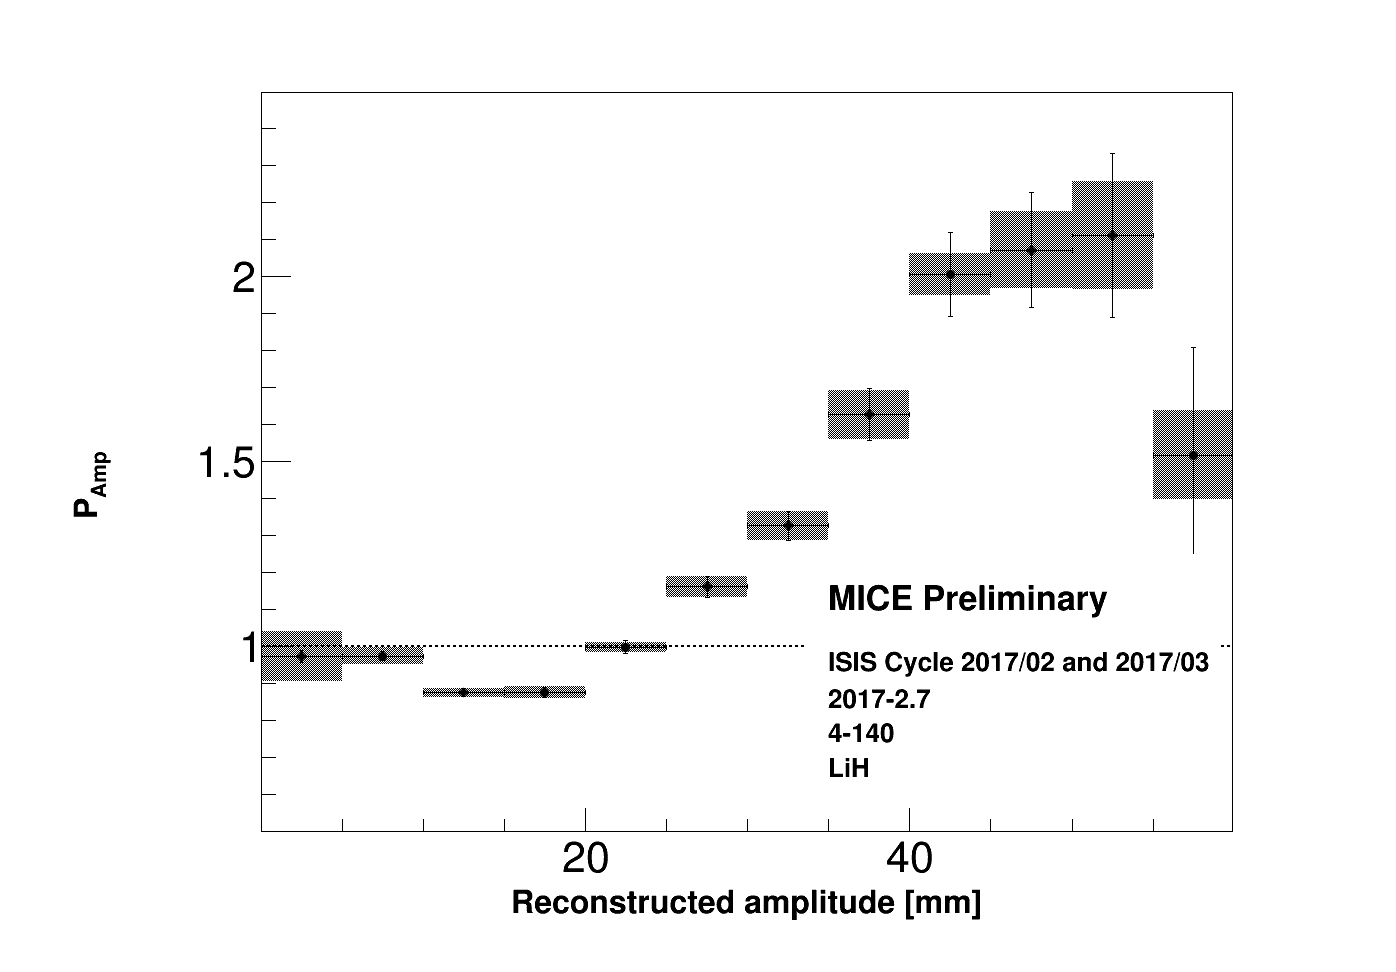 2
1.5
1
P_Amp
MICE Preliminary
ISIS Cycle 2017/02 and 2017/03
2017-2.7
4-140
LiH
20 40
Reconstructed amplitude [mm]